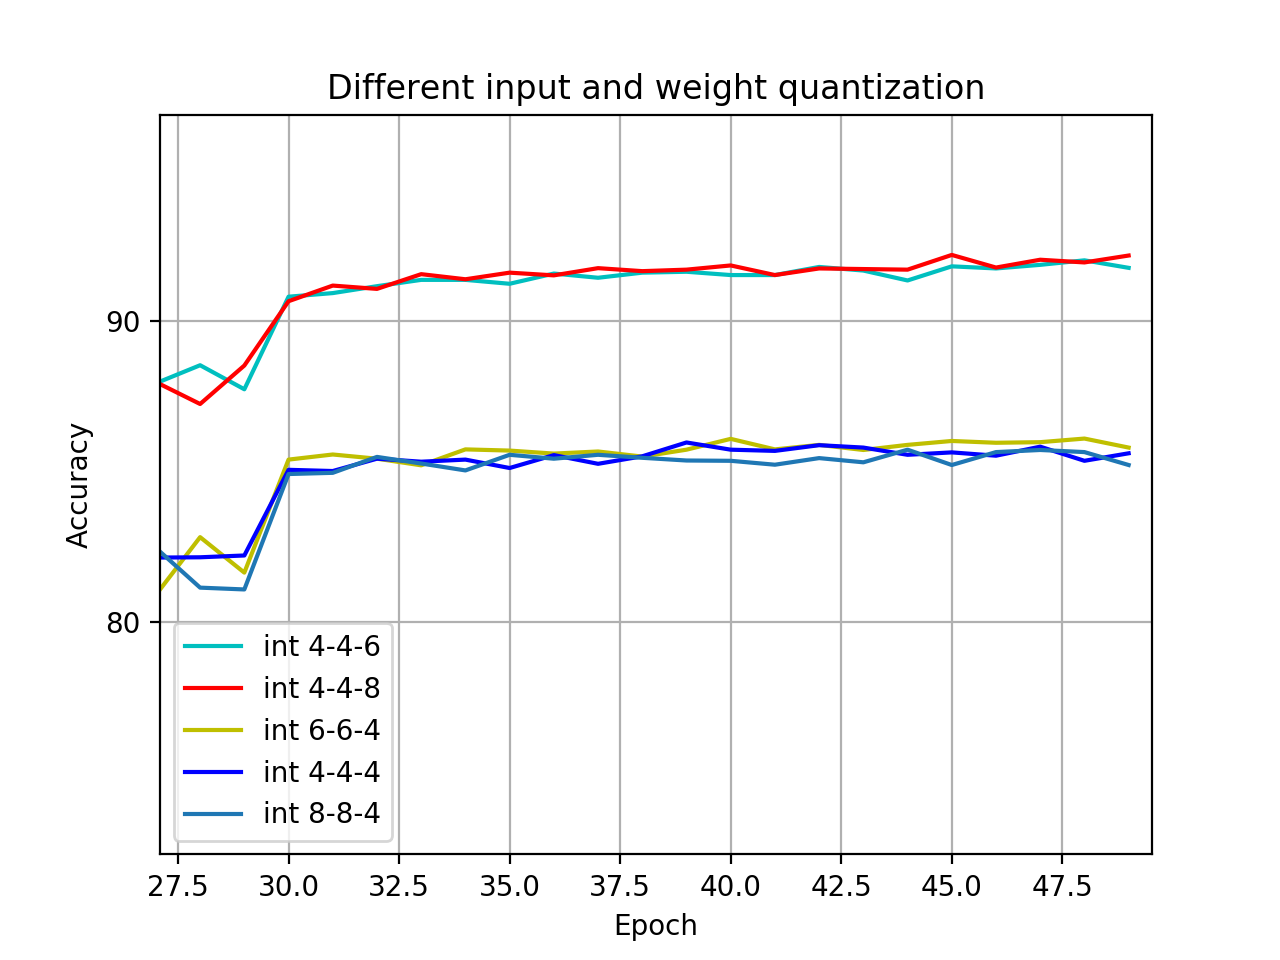 Different input and weight quantization
Accuracy
90
80
int 4-4-6
int 4-4-8
int 6-6-4
int 4-4-4
int 8-8-4
27.5 30.0 32.5 35.0 37.5 40.0 42.5 45.0 47.5
Epoch